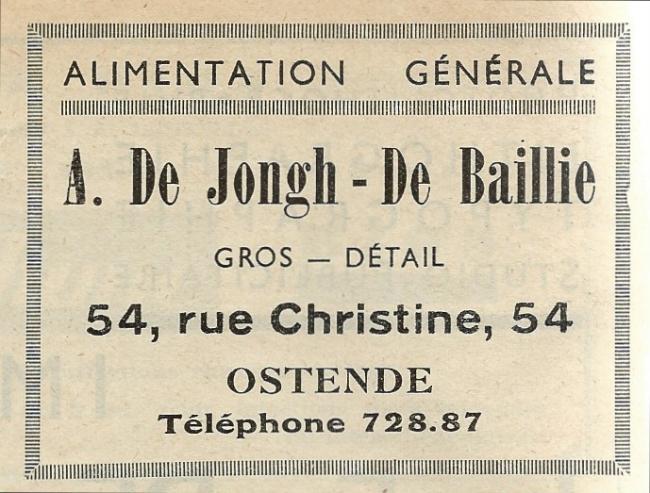 ALIMENTATION GÉNÉRALE
A. De Jongh - De Baillie
GROS — DÉTAIL
54, rue Christine, 54
OSTENDE
Téléphone 728.87